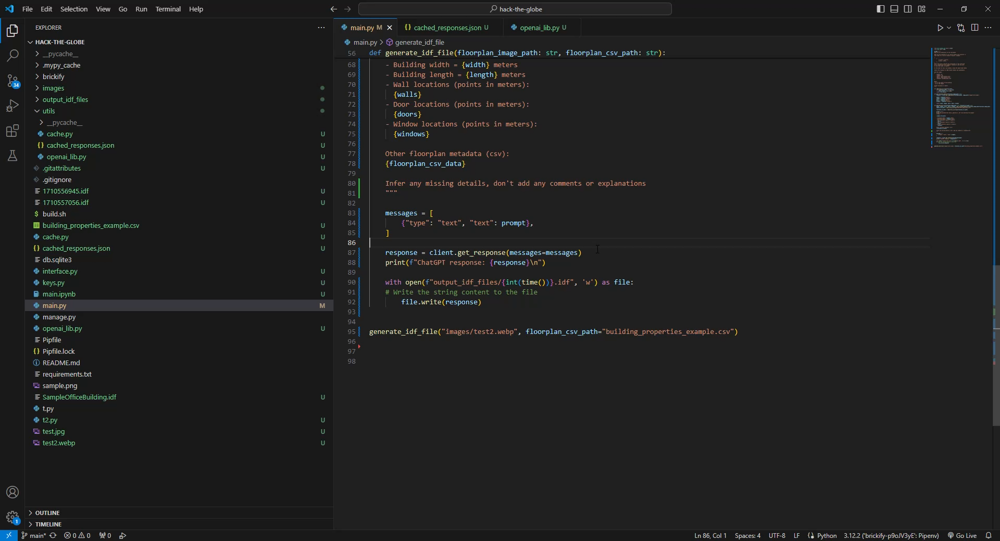 File Edit Selection View Go Run Terminal Help
hack-the-globe
EXPLORER
HACK-THE-GLOBE
__pycache__
.mypy_cache
brickify
images
output_idf_files
utils
__pycache__
cache.py U
cached_responses.json U
openai_lib.py U
.gitattributes U
.gitignore
1710556945.idf U
1710557056.idf U
build.sh
building_properties_example.csv U
cache.py U
cached_responses.json U
db.sqlite3
interface.py U
keys.py U
main.ipynb U
main.py M
manage.py
openai_lib.py U
Pipfile
Pipfile.lock
README.md
requirements.txt
sample.png
SampleOfficeBuilding.idf U
t.py
t2.py U
test.jpg U
test2.webp U
OUTLINE
TIMELINE
34
1
main.py M cached_responses.json U openai_lib.py U
main.py > generate_idf_file
56 def generate_idf_file(floorplan_image_path: str, floorplan_csv_path: str):
68 - Building width = {width} meters
69 - Building length = {length} meters
70 - Wall locations (points in meters):
71 {walls}
72 - Door locations (points in meters):
73 {doors}
74 - Window locations (points in meters):
75 {windows}
76
77 Other floorplan metadata (csv):
78 {floorplan_csv_data}
79
80 Infer any missing details, don't add any comments or explanations
81 """
82
83 messages = [
84 {"type": "text", "text": prompt},
85 ]
86
87 response = client.get_response(messages=messages)
88 print(f"ChatGPT response: {response}\n")
89
90 with open(f"output_idf_files/{int(time())}.idf", 'w') as file:
91 # Write the string content to the file
92 file.write(response)
93
94
95 generate_idf_file("images/test2.webp", floorplan_csv_path="building_properties_example.csv")
96
97
98
main* 0 0 0 Ln 86, Col 1 Spaces: 4 UTF-8 LF Python 3.12.2 ('brickify-p9oJV3yE': Pipenv) Go Live